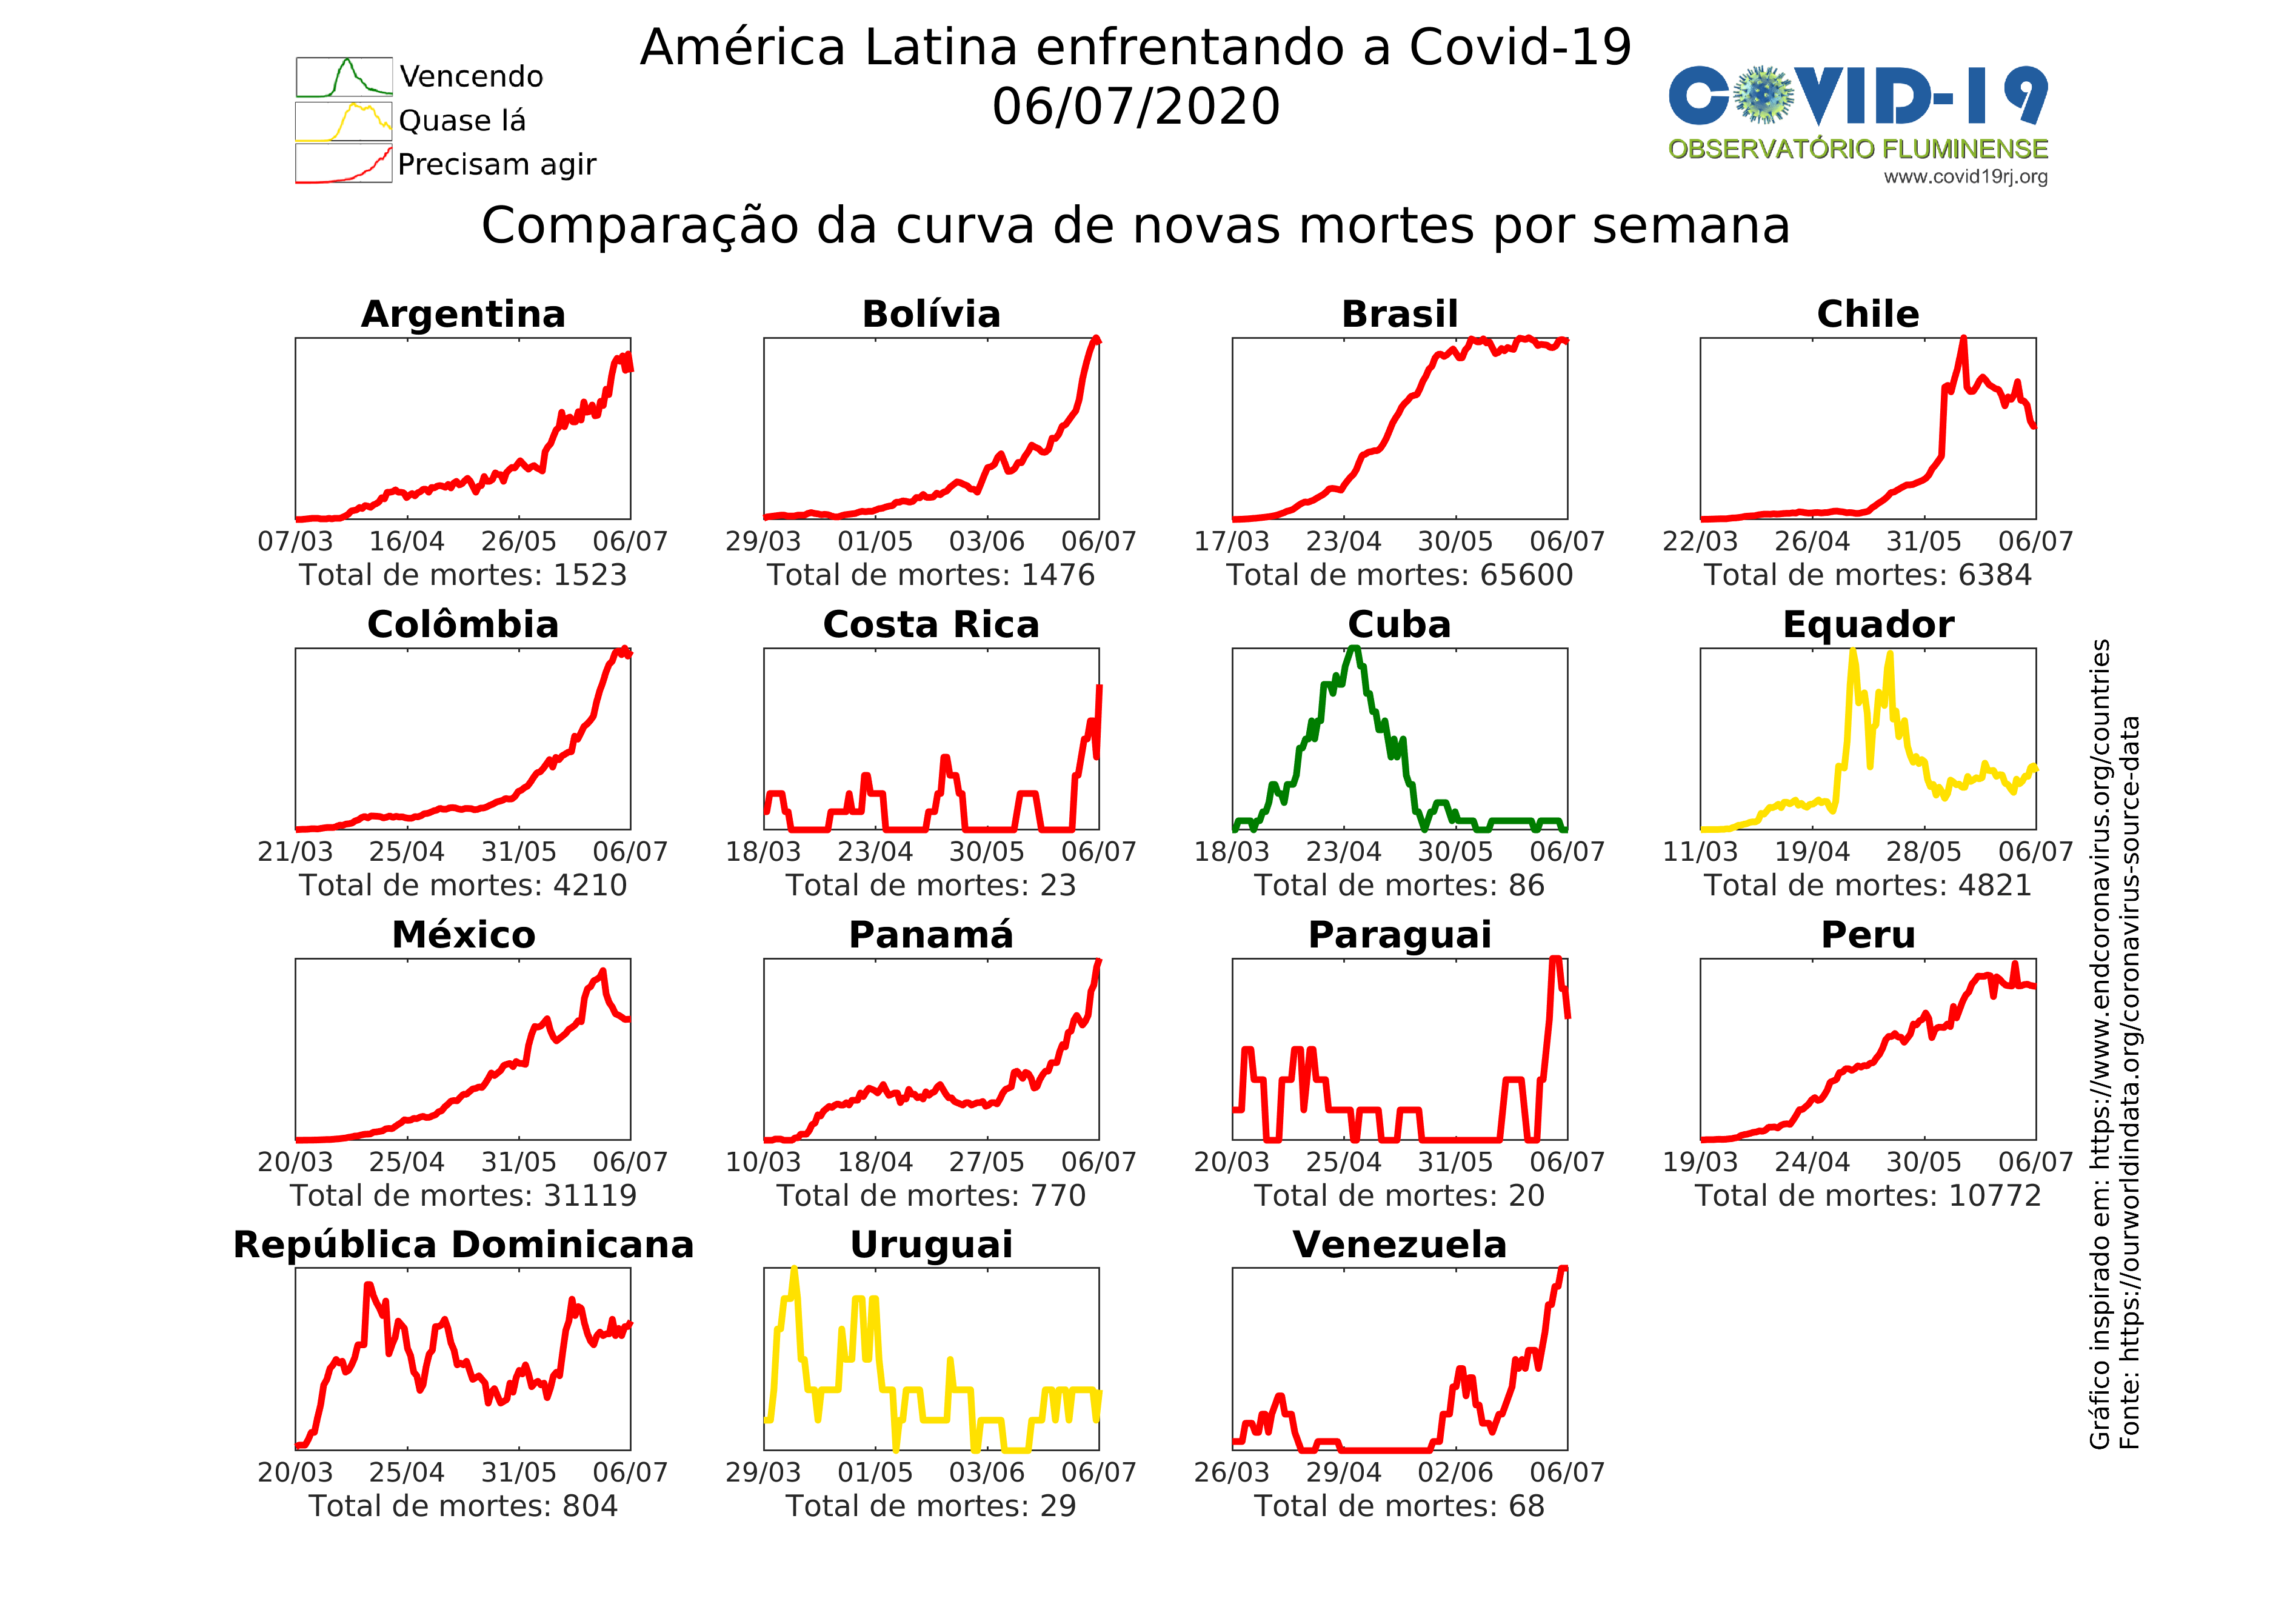 América Latina enfrentando a Covid-19
06/07/2020
Vencendo
Quase lá
Precisam agir
COVID-19
OBSERVATÓRIO FLUMINENSE
www.covid19rj.org
Comparação da curva de novas mortes por semana
Argentina
07/03 16/04 26/05 06/07
Total de mortes: 1523
Bolívia
29/03 01/05 03/06 06/07
Total de mortes: 1476
Brasil
17/03 23/04 30/05 06/07
Total de mortes: 65600
Chile
22/03 26/04 31/05 06/07
Total de mortes: 6384
Colômbia
21/03 25/04 31/05 06/07
Total de mortes: 4210
Costa Rica
18/03 23/04 30/05 06/07
Total de mortes: 23
Cuba
18/03 23/04 30/05 06/07
Total de mortes: 86
Equador
11/03 19/04 28/05 06/07
Total de mortes: 4821
México
20/03 25/04 31/05 06/07
Total de mortes: 31119
Panamá
10/03 18/04 27/05 06/07
Total de mortes: 770
Paraguai
20/03 25/04 31/05 06/07
Total de mortes: 20
Peru
19/03 24/04 30/05 06/07
Total de mortes: 10772
República Dominicana
20/03 25/04 31/05 06/07
Total de mortes: 804
Uruguai
29/03 01/05 03/06 06/07
Total de mortes: 29
Venezuela
26/03 29/04 02/06 06/07
Total de mortes: 68
Gráfico inspirado em: https://www.endcoronavirus.org/countries
Fonte: https://ourworldindata.org/coronavirus-source-data